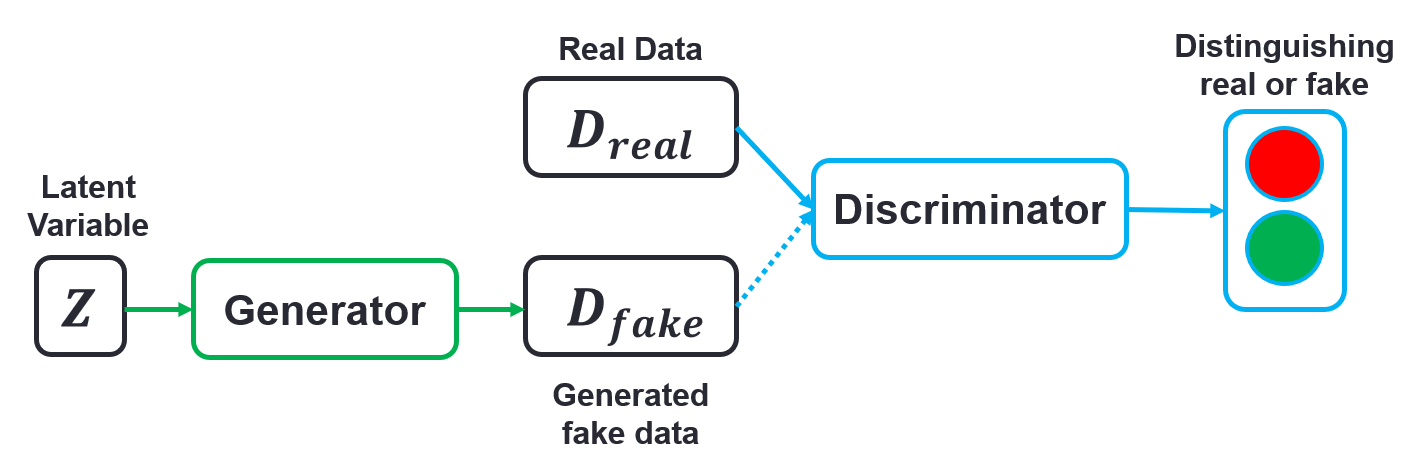 Real Data
D_real
Distinguishing
real or fake
Discriminator
Latent
Variable
Z
Generator
D_fake
Generated
fake data